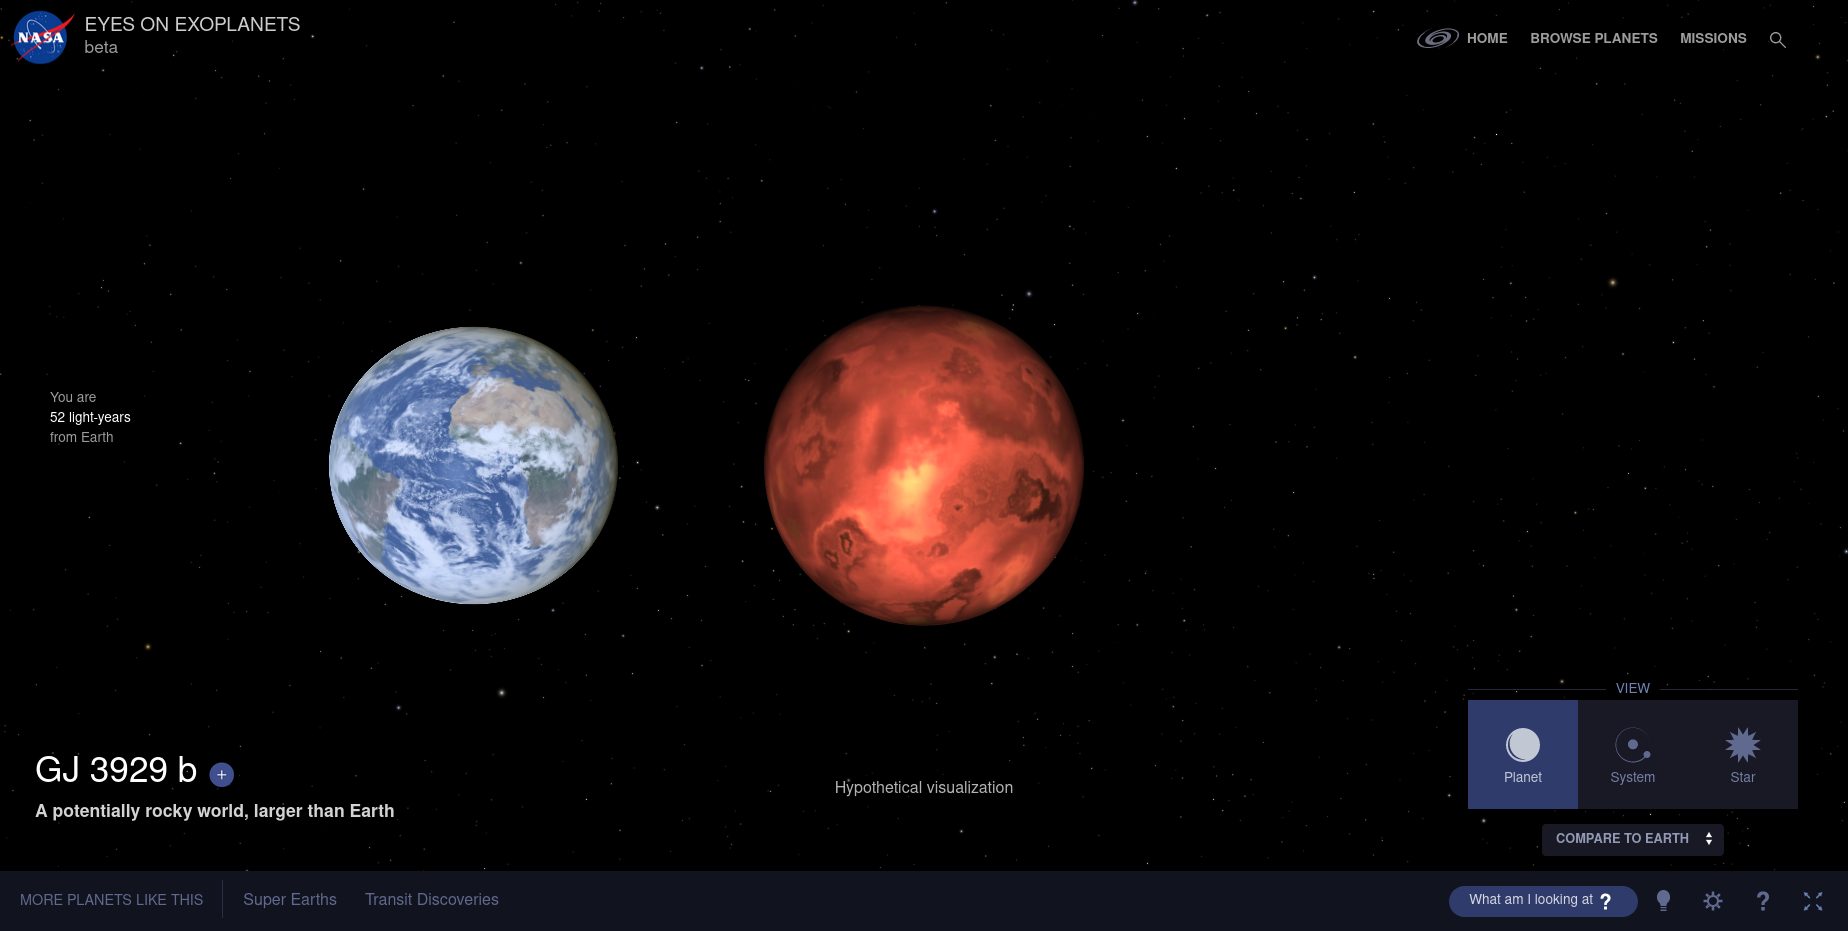 NASA
EYES ON EXOPLANETS
beta
HOME BROWSE PLANETS MISSIONS
You are
52 light-years
from Earth
VIEW
Planet System Star
COMPARE TO EARTH
GJ 3929 b +
A potentially rocky world, larger than Earth
Hypothetical visualization
MORE PLANETS LIKE THIS Super Earths Transit Discoveries
What am I looking at ? ?